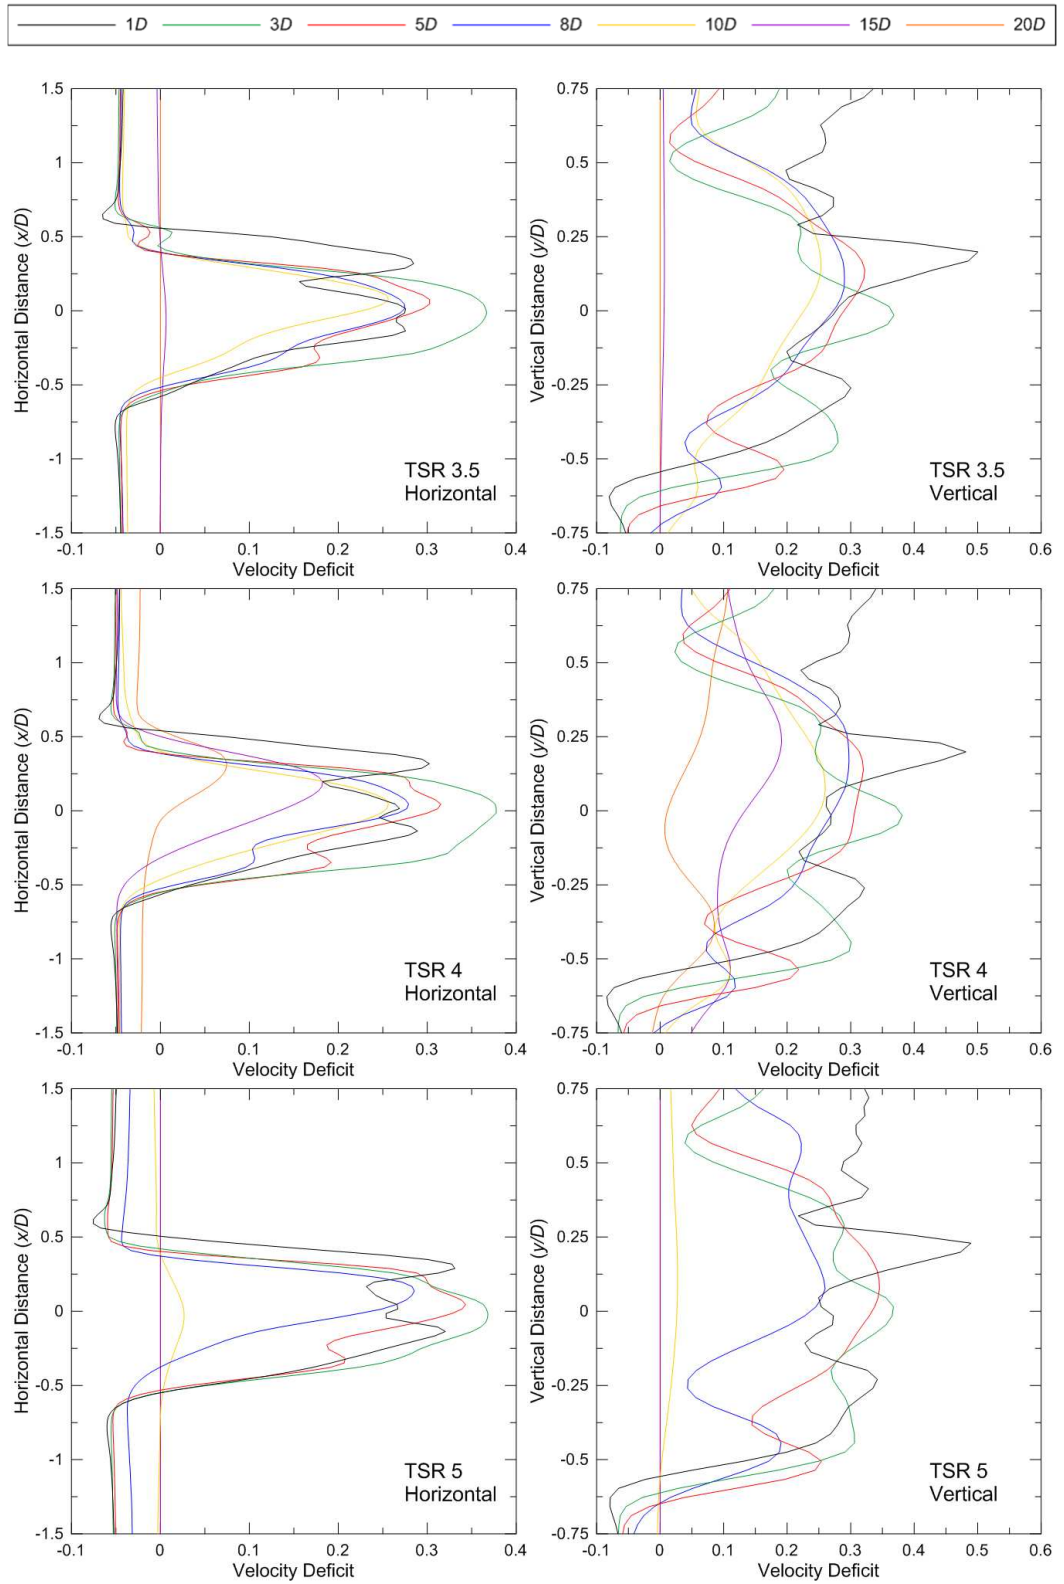 1D 3D 5D 8D 10D 15D 20D
1.5
1
0.5
0
-0.5
-1
-1.5
Horizontal Distance (x/D)
TSR 3.5
Horizontal
-0.1 0 0.1 0.2 0.3 0.4
Velocity Deficit
0.75
0.5
0.25
0
-0.25
-0.5
-0.75
Vertical Distance (y/D)
TSR 3.5
Vertical
-0.1 0 0.1 0.2 0.3 0.4 0.5 0.6
Velocity Deficit
1.5
1
0.5
0
-0.5
-1
-1.5
Horizontal Distance (x/D)
TSR 4
Horizontal
-0.1 0 0.1 0.2 0.3 0.4
Velocity Deficit
0.75
0.5
0.25
0
-0.25
-0.5
-0.75
Vertical Distance (y/D)
TSR 4
Vertical
-0.1 0 0.1 0.2 0.3 0.4 0.5 0.6
Velocity Deficit
1.5
1
0.5
0
-0.5
-1
-1.5
Horizontal Distance (x/D)
TSR 5
Horizontal
-0.1 0 0.1 0.2 0.3 0.4
Velocity Deficit
0.75
0.5
0.25
0
-0.25
-0.5
-0.75
Vertical Distance (y/D)
TSR 5
Vertical
-0.1 0 0.1 0.2 0.3 0.4 0.5 0.6
Velocity Deficit